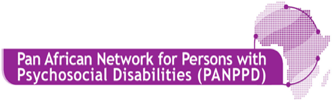 Pan African Network for Persons with
Psychosocial Disabilities (PANPPD)